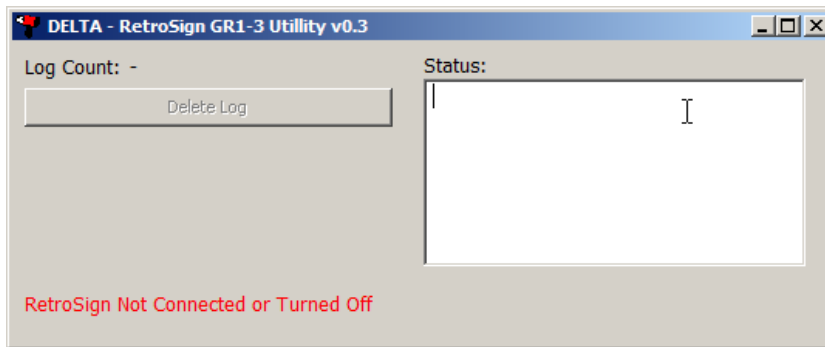 DELTA - RetroSign GR1-3 Utillity v0.3
Log Count: -
Status:
Delete Log
RetroSign Not Connected or Turned Off